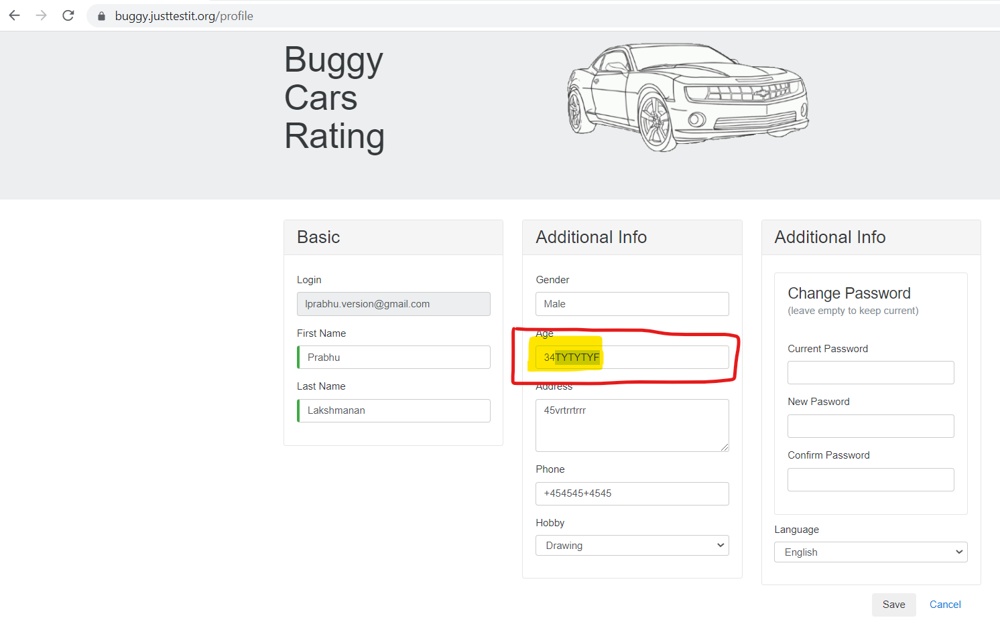 buggy.justtestit.org/profile
Buggy
Cars
Rating
Basic
Login
lprabhu.version@gmail.com
First Name
Prabhu
Last Name
Lakshmanan
Additional Info
Gender
Male
Age
34TYTYTYF
Address
45vrtrrtrrr
Phone
+454545+4545
Hobby
Drawing
Additional Info
Change Password
(leave empty to keep current)
Current Password
New Pasword
Confirm Password
Language
English
Save
Cancel